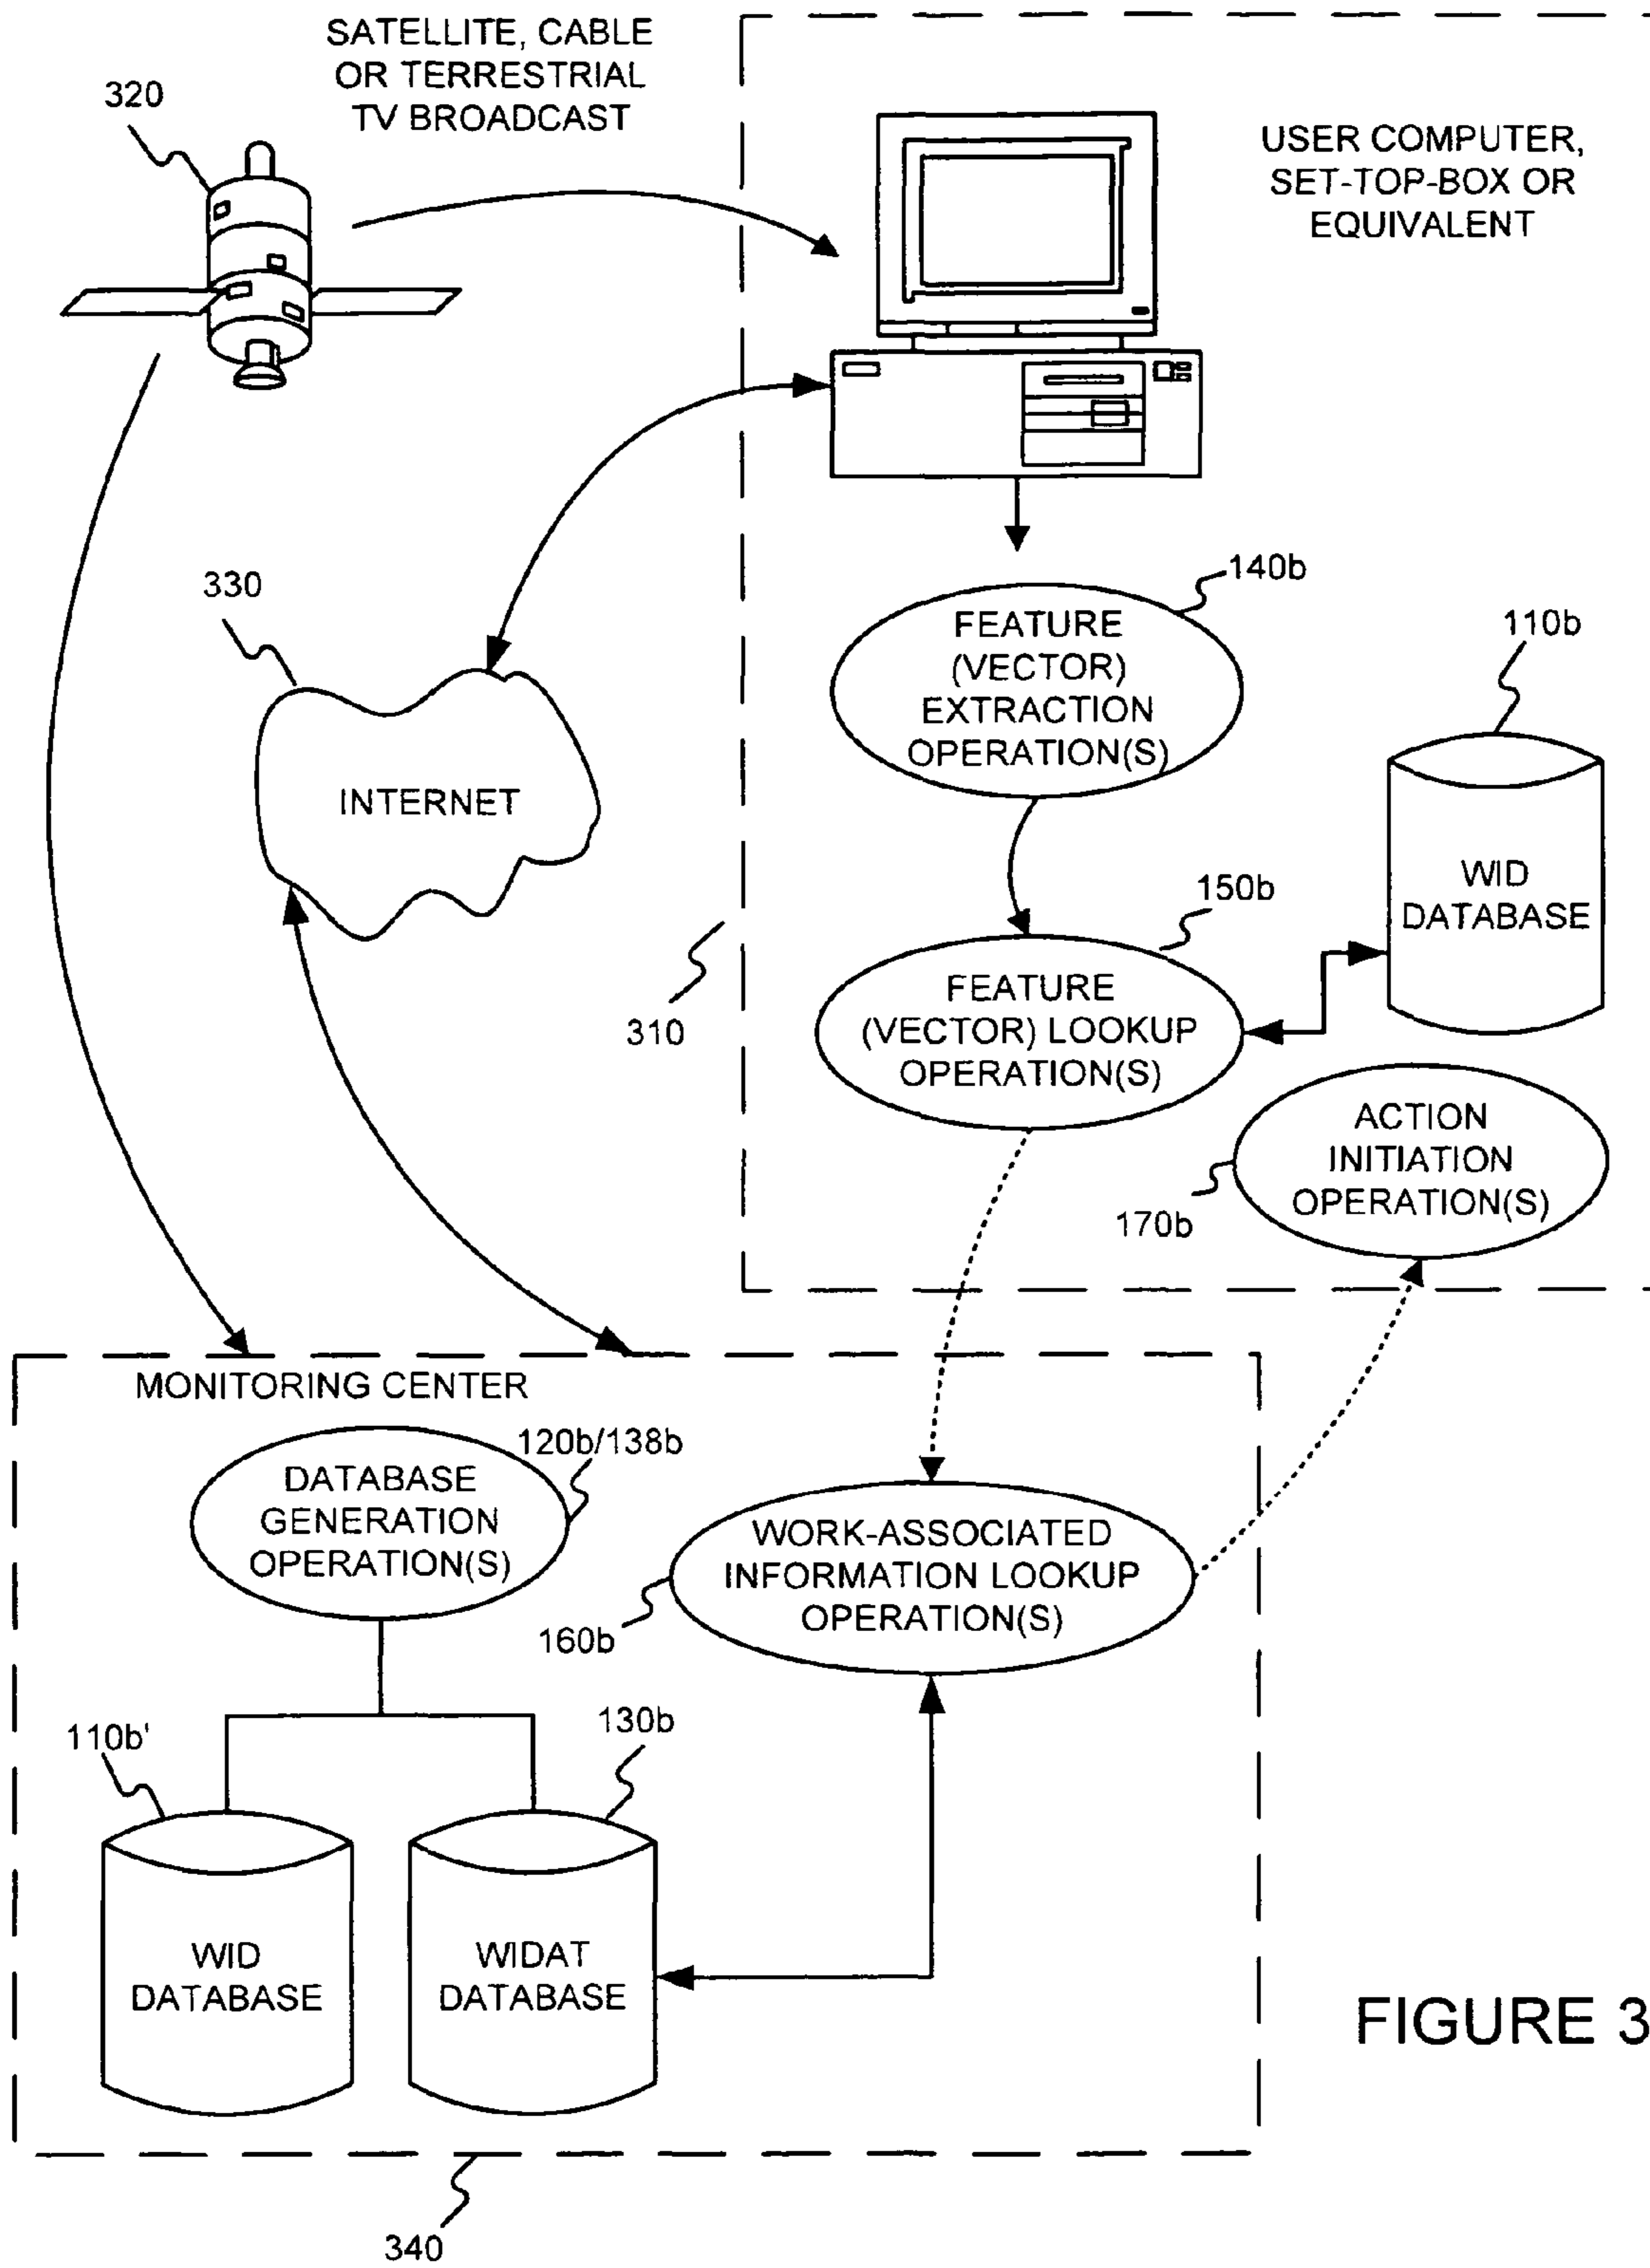 SATELLITE, CABLE
OR TERRESTRIAL
TV BROADCAST
320
USER COMPUTER,
SET-TOP-BOX OR
EQUIVALENT
140b
FEATURE
(VECTOR)
EXTRACTION
OPERATION(S)
330
INTERNET
110b
WID
DATABASE
150b
FEATURE
(VECTOR) LOOKUP
OPERATION(S)
310
ACTION
INITIATION
OPERATION(S)
170b
MONITORING CENTER
120b/138b
DATABASE
GENERATION
OPERATION(S)
WORK-ASSOCIATED
INFORMATION LOOKUP
OPERATION(S)
160b
110b'
130b
WID
DATABASE
WIDAT
DATABASE
FIGURE 3
340